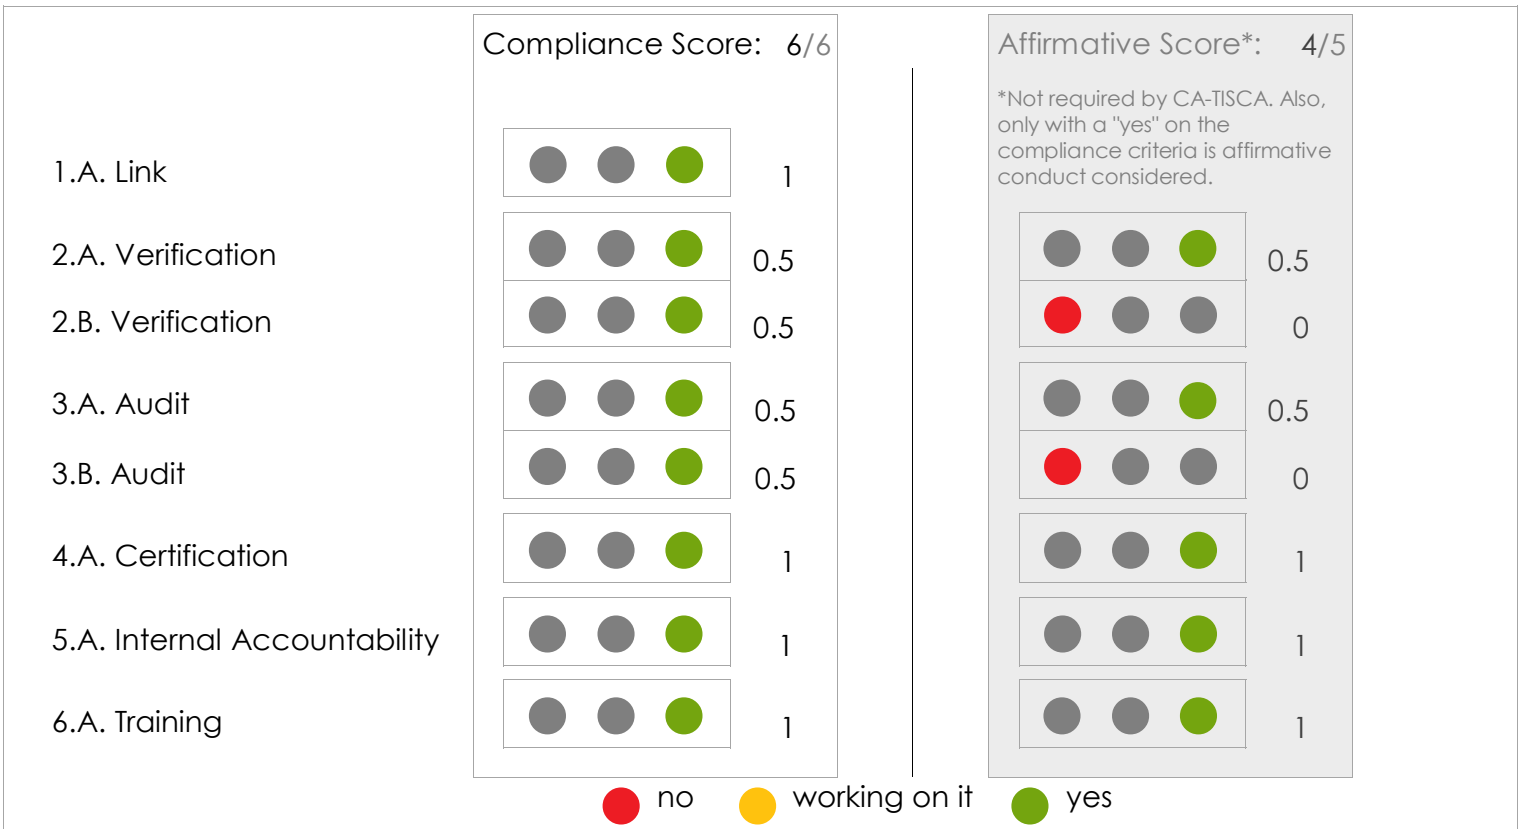 Compliance Score: 6/6
Affirmative Score*: 4/5
*Not required by CA-TISCA. Also,
only with a "yes" on the
compliance criteria is affirmative
conduct considered.
1.A. Link 1
2.A. Verification 0.5 0.5
2.B. Verification 0.5 0
3.A. Audit 0.5 0.5
3.B. Audit 0.5 0
4.A. Certification 1 1
5.A. Internal Accountability 1 1
6.A. Training 1 1
no working on it yes